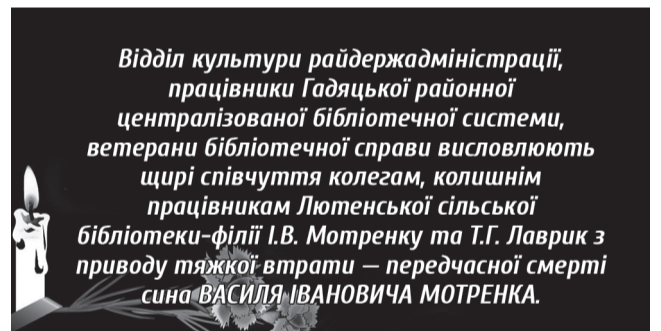 Відділ культури райдержадміністрації,
працівники Гадяцької районної
централізованої бібліотечної системи,
ветерани бібліотечної справи висловлюють
щирі співчуття колегам, колишнім
працівникам Лютенської сільської
бібліотеки-філії І.В. Мотренку та Т.Г. Лаврик з
приводу тяжкої втрати — передчасної смерті
сина ВАСИЛЯ ІВАНОВИЧА МОТРЕНКА.